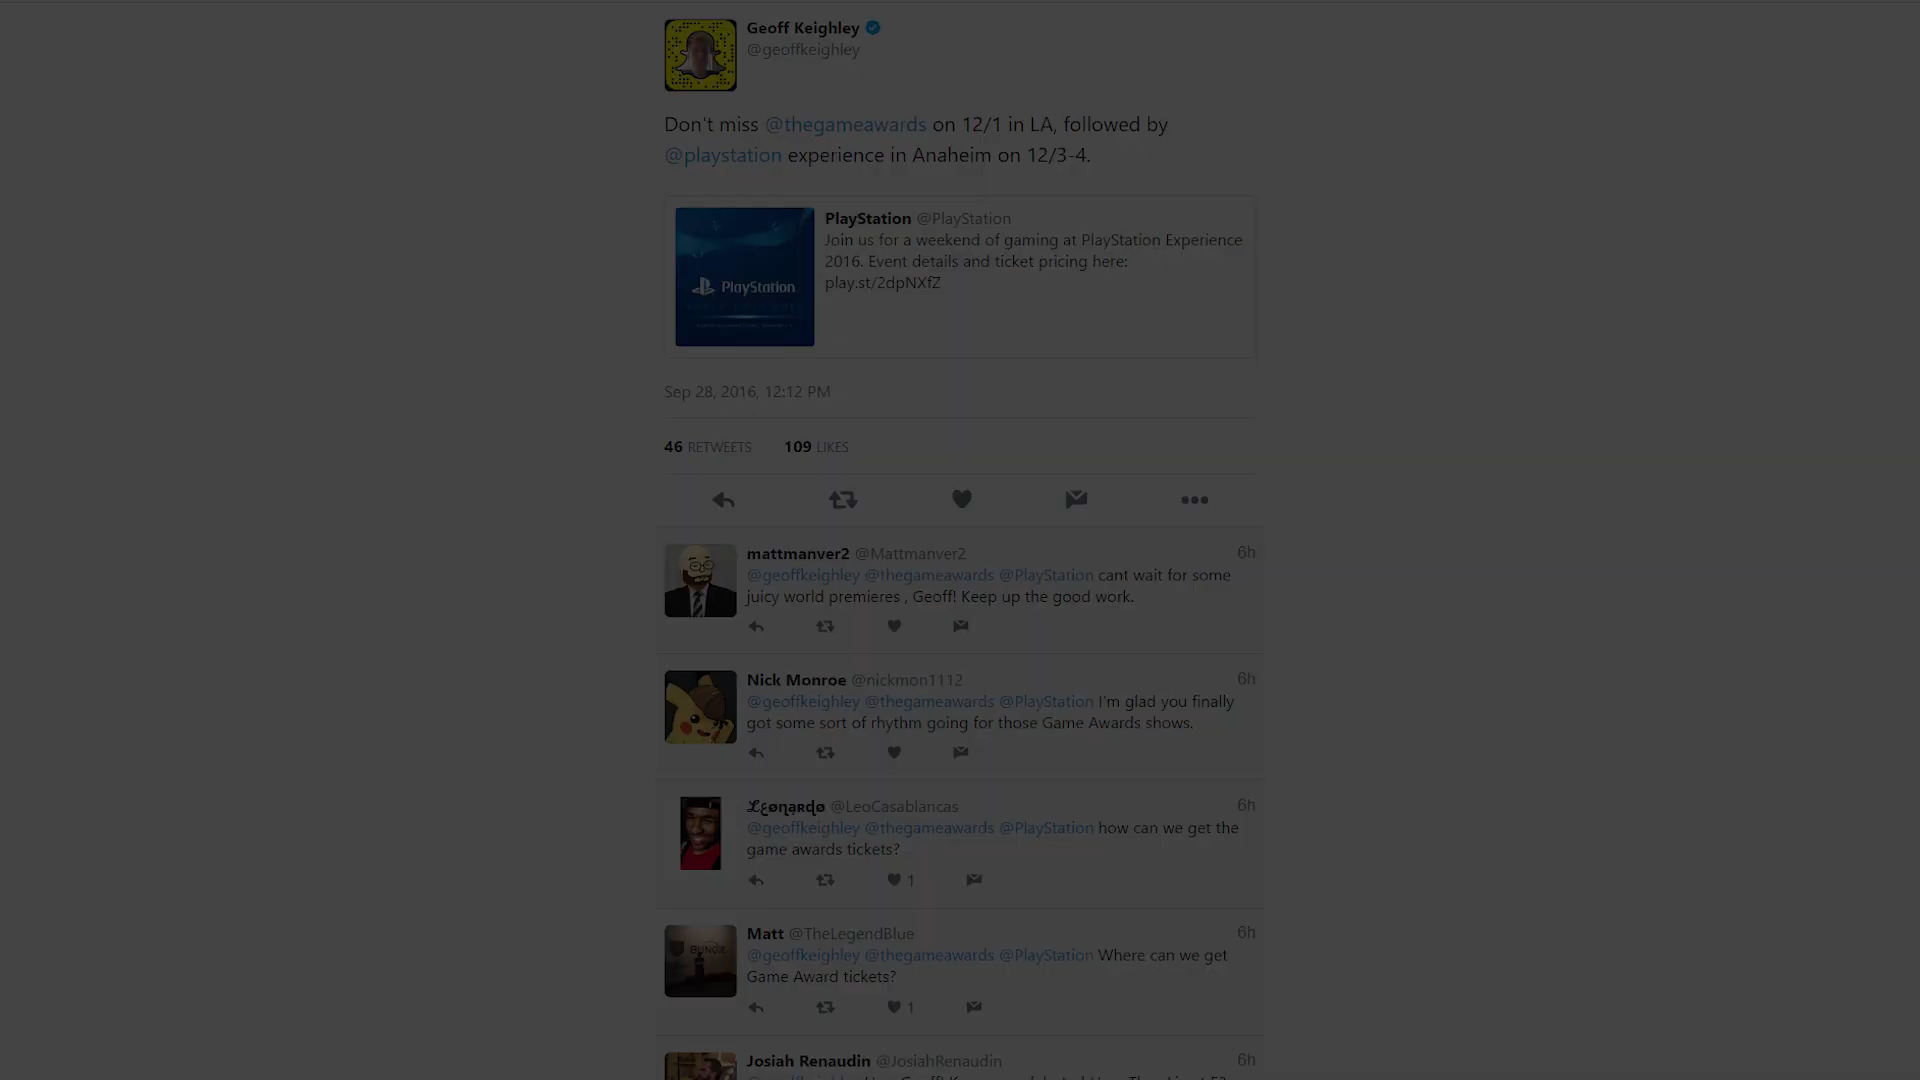 Geoff Keighley
@geoffkeighley
Don't miss @thegameawards on 12/1 in LA, followed by
@playstation experience in Anaheim on 12/3-4.
PlayStation @PlayStation
Join us for a weekend of gaming at PlayStation Experience
2016. Event details and ticket pricing here:
play.st/2dpNXfZ
PlayStation
Sep 28, 2016, 12:12 PM
46 RETWEETS 109 LIKES
mattmanver2 @Mattmanver2 6h
@geoffkeighley @thegameawards @PlayStation cant wait for some
juicy world premieres , Geoff! Keep up the good work.
Nick Monroe @nickmon1112 6h
@geoffkeighley @thegameawards @PlayStation I'm glad you finally
got some sort of rhythm going for those Game Awards shows.
@LeoCasablancas 6h
@geoffkeighley @thegameawards @PlayStation how can we get the
game awards tickets?
1
Matt @TheLegendBlue 6h
@geoffkeighley @thegameawards @PlayStation Where can we get
Game Award tickets?
1
BUNGIE
Josiah Renaudin @JosiahRenaudin 6h